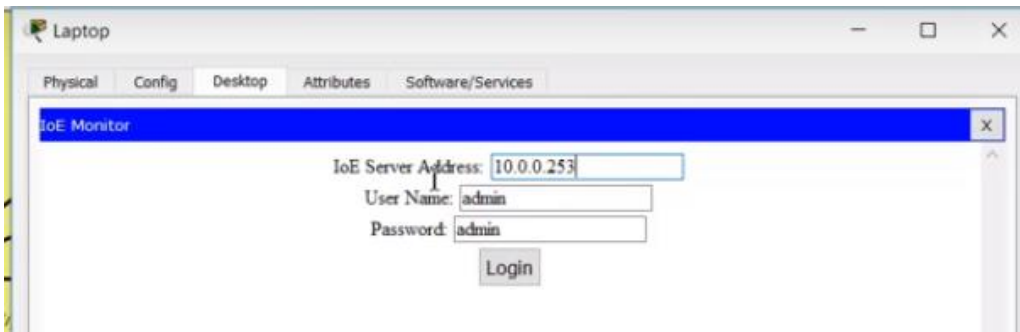 Laptop
Physical Config Desktop Attributes Software/Services
IoE Monitor X
IoE Server Address: 10.0.0.253
User Name: admin
Password: admin
Login